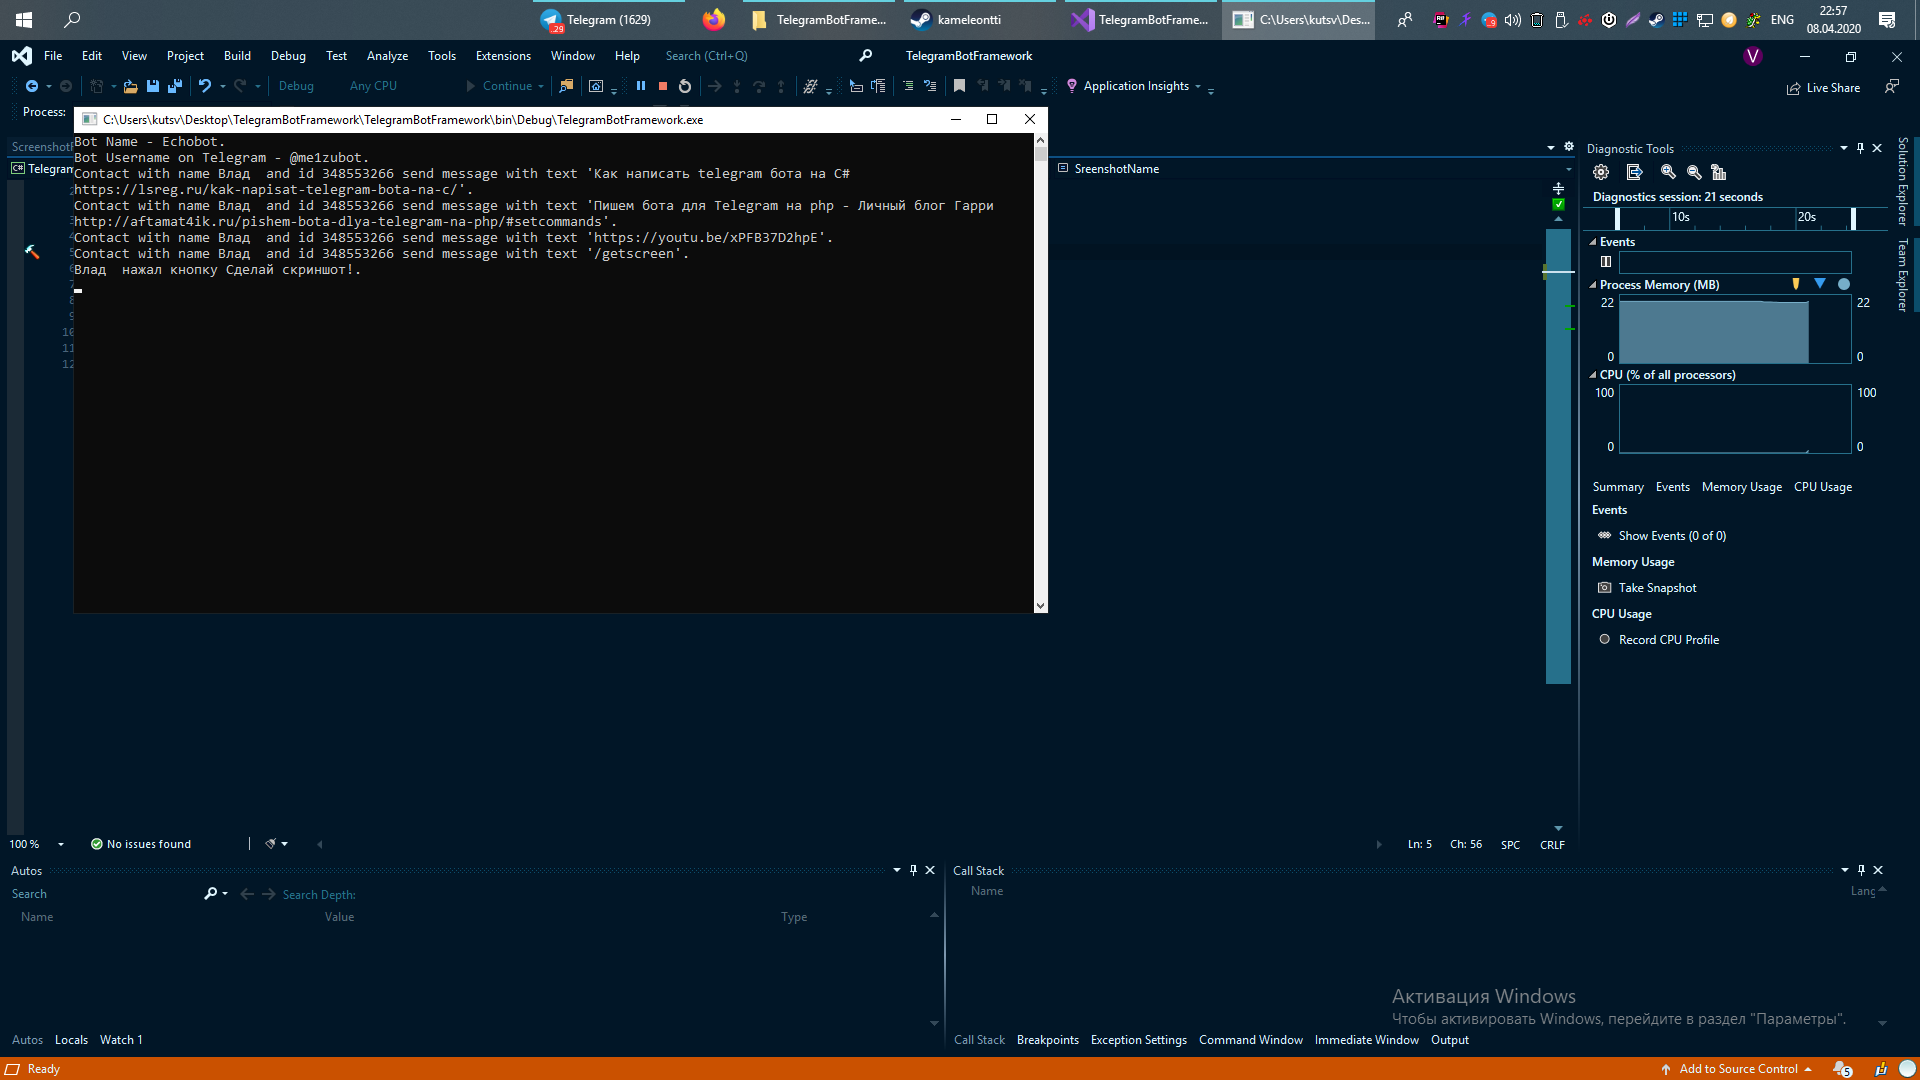 Telegram (1629)
.29
TelegramBotFrame...
kameleontti
TelegramBotFrame...
C:\Users\kutsv\Des...
ENG
22:57
08.04.2020
File Edit View Project Build Debug Test Analyze Tools Extensions Window Help Search (Ctrl+Q)
TelegramBotFramework
V
Debug Any CPU Continue Application Insights
Live Share
Process:
C:\Users\kutsv\Desktop\TelegramBotFramework\TelegramBotFramework\bin\Debug\TelegramBotFramework.exe
Bot Name - Echobot.
Bot Username on Telegram - @me1zubot.
Contact with name Влад  and id 348553266 send message with text 'Как написать telegram бота на C#
https://lsreg.ru/kak-napisat-telegram-bota-na-c/'.
Contact with name Влад  and id 348553266 send message with text 'Пишем бота для Telegram на php - Личный блог Гарри
http://aftamat4ik.ru/pishem-bota-dlya-telegram-na-php/#setcommands'.
Contact with name Влад  and id 348553266 send message with text 'https://youtu.be/xPFB37D2hpE'.
Contact with name Влад  and id 348553266 send message with text '/getscreen'.
Влад  нажал кнопку Сделай скриншот!.
Screenshot
C# Telegram
8
9
10
11
12
SreenshotName
Diagnostic Tools
Diagnostics session: 21 seconds
10s 20s
Events
Process Memory (MB)
22 22
0 0
CPU (% of all processors)
100 100
0 0
Summary Events Memory Usage CPU Usage
Events
Show Events (0 of 0)
Memory Usage
Take Snapshot
CPU Usage
Record CPU Profile
Solution Explorer
Team Explorer
100 % No issues found
Ln: 5 Ch: 56 SPC CRLF
Autos
Search Search Depth:
Name Value Type
Autos Locals Watch 1
Call Stack
Name Lang
Call Stack Breakpoints Exception Settings Command Window Immediate Window Output
Активация Windows
Чтобы активировать Windows, перейдите в раздел "Параметры".
Ready
Add to Source Control
5